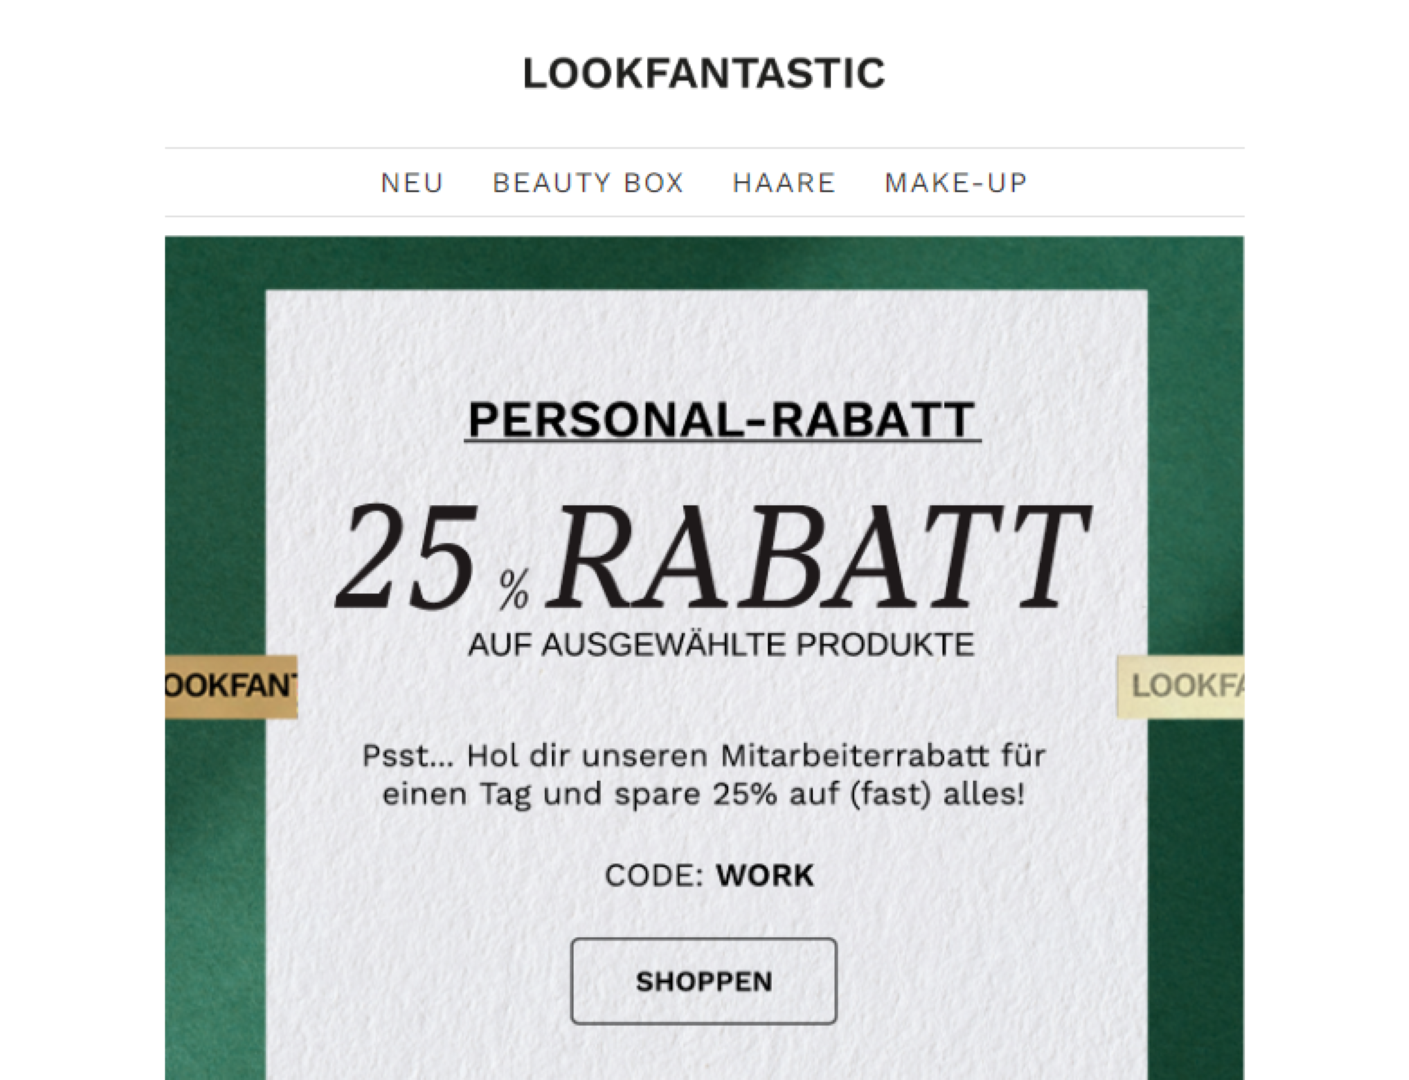 LOOKFANTASTIC
NEU BEAUTY BOX HAARE MAKE-UP
PERSONAL-RABATT
25 % RABATT
AUF AUSGEWÄHLTE PRODUKTE
OOKFANT LOOKFA
Psst... Hol dir unseren Mitarbeiterrabatt für
einen Tag und spare 25% auf (fast) alles!
CODE: WORK
SHOPPEN